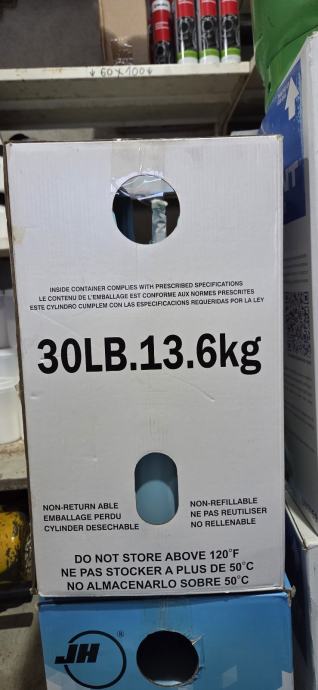 60x100
INSIDE CONTAINER COMPLIES WITH PRESCRIBED SPECIFICATIONS
LE CONTENU DE L'EMBALLAGE EST CONFORME AUX NORMES PRESCRITES
ESTE CYLINDRO CUMPLEM CON LAS ESPECIFICACIONES REQUERIDAS POR LA LEY
30LB.13.6kg
NON-RETURN ABLE
EMBALLAGE PERDU
CYLINDER DESECHABLE
NON-REFILLABLE
NE PAS REUTILISER
NO RELLENABLE
DO NOT STORE ABOVE 120°F
NE PAS STOCKER A PLUS DE 50°C
NO ALMACENARLO SOBRE 50°C
JH®